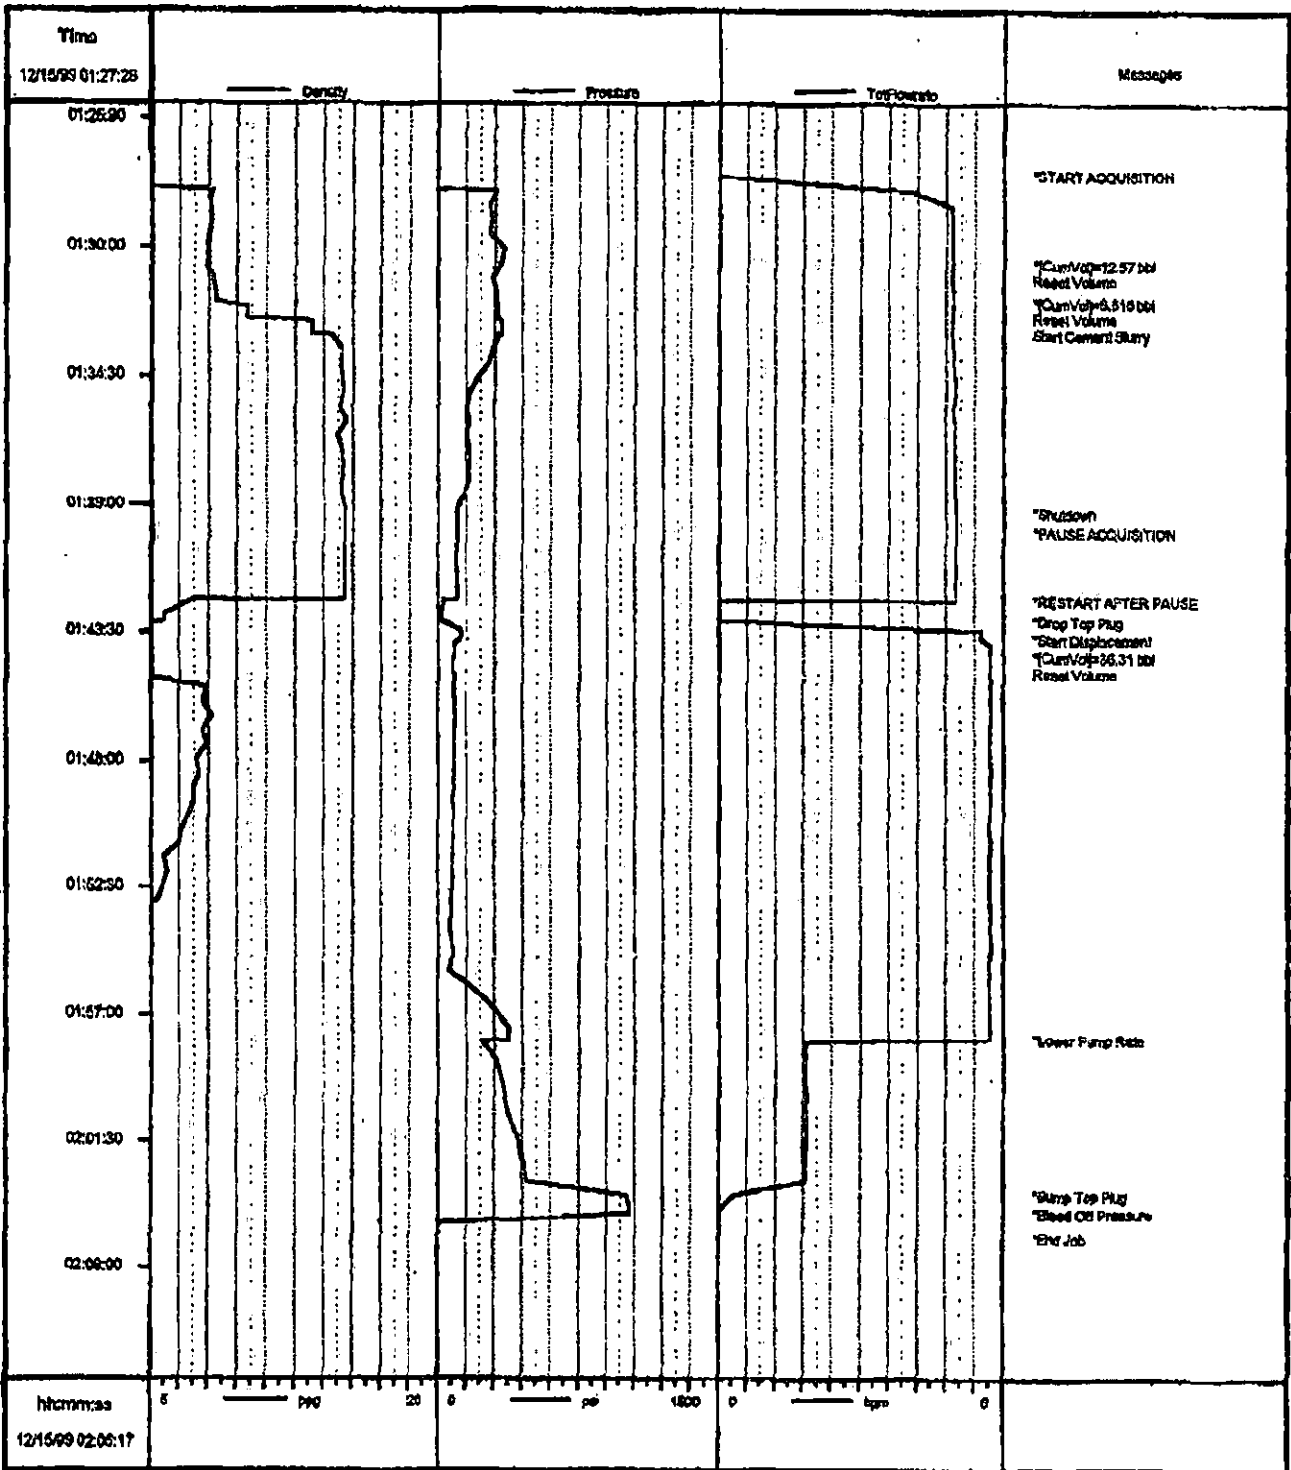 Time
12/15/99 01:27:28
Density
Pressure
TotFlowrate
Messages
01:25:30
*START ACQUISITION
01:30:00
*[CumVol]=12.57 bbl
Reset Volume
Reset Volume
Start Cement Slurry
01:34:30
01:39:00
*Shutdown
*PAUSE ACQUISITION
*RESTART AFTER PAUSE
01:43:30
*Drop Top Plug
*Start Displacement
*[CumVol]=36.31 bbl
Reset Volume
01:48:00
01:52:30
01:57:00
*Lower Pump Rate
02:01:30
*Bump Top Plug
*Bleed Off Pressure
*End Job
02:06:00
hh:mm:ss
5 ppg 20 0 psi 0 bpm
12/15/99 02:06:17